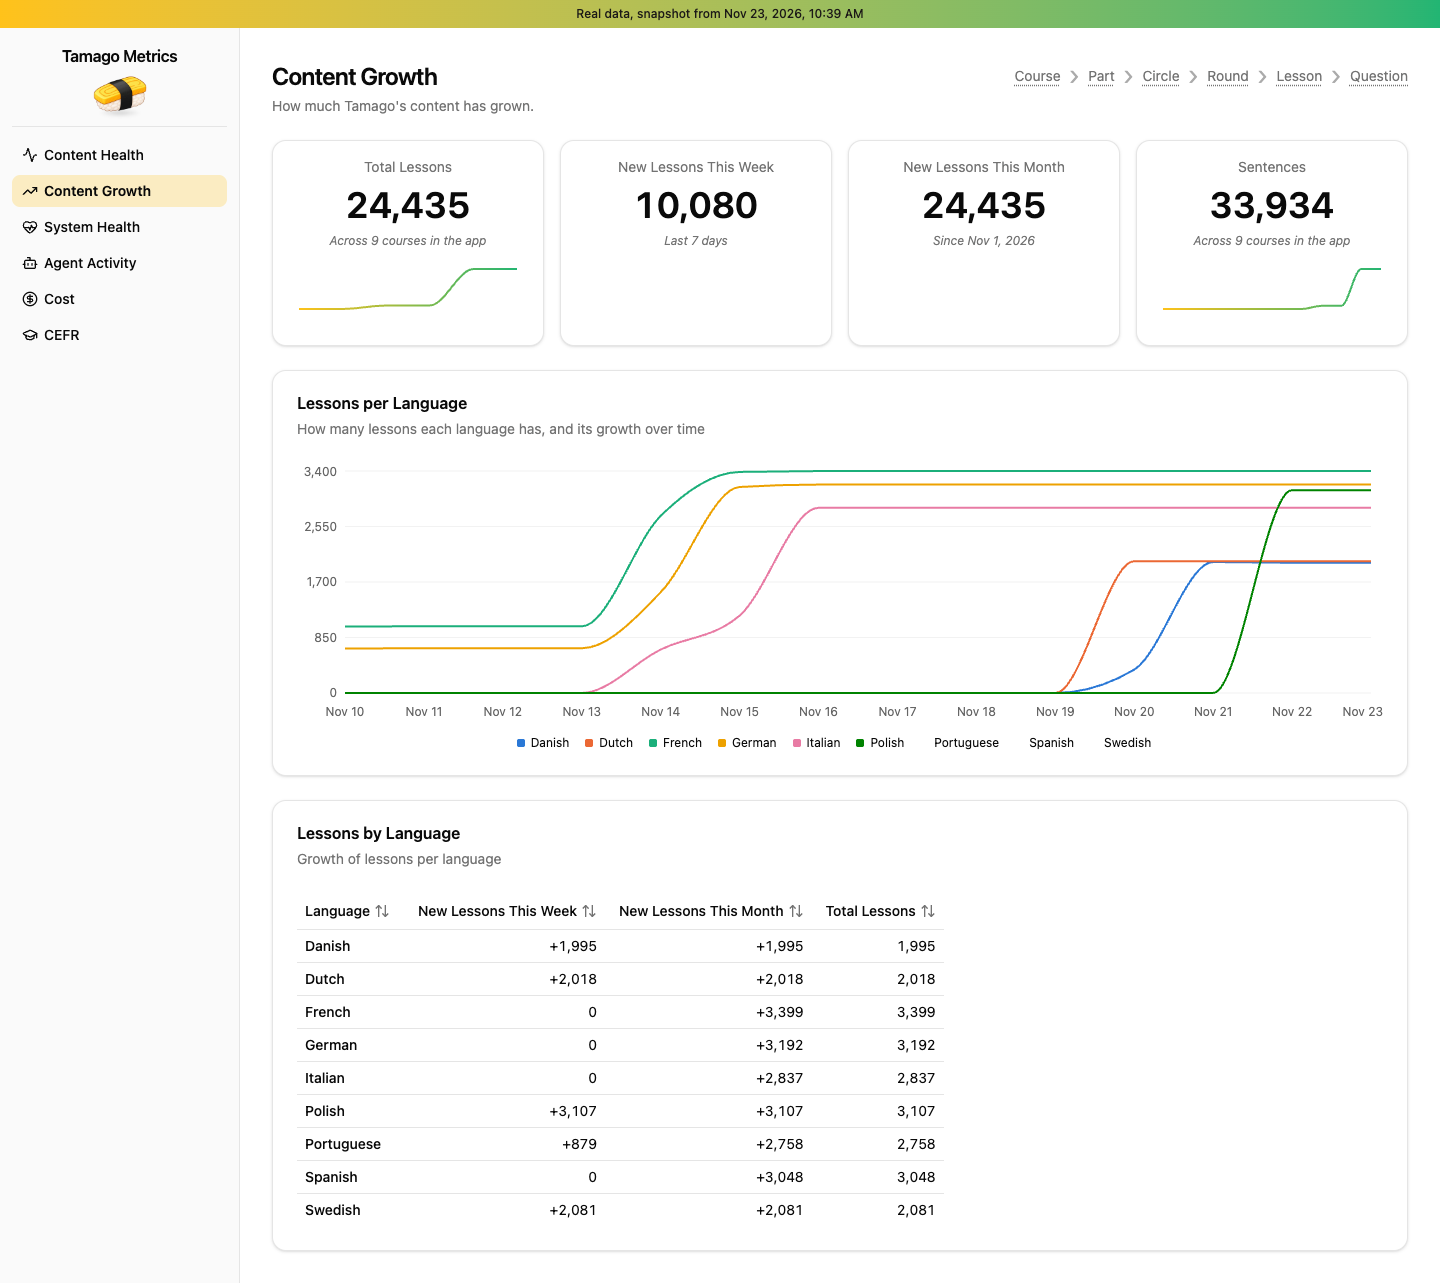 Real data, snapshot from Nov 23, 2026, 10:39 AM
Tamago Metrics
Content Health
Content Growth
System Health
Agent Activity
Cost
CEFR
Content Growth
How much Tamago's content has grown.
Course > Part > Circle > Round > Lesson > Question
Total Lessons
24,435
Across 9 courses in the app
New Lessons This Week
10,080
Last 7 days
New Lessons This Month
24,435
Since Nov 1, 2026
Sentences
33,934
Across 9 courses in the app
Lessons per Language
How many lessons each language has, and its growth over time
3,400
2,550
1,700
850
0
Nov 10 Nov 11 Nov 12 Nov 13 Nov 14 Nov 15 Nov 16 Nov 17 Nov 18 Nov 19 Nov 20 Nov 21 Nov 22 Nov 23
Danish Dutch French German Italian Polish Portuguese Spanish Swedish
Lessons by Language
Growth of lessons per language
Language New Lessons This Week New Lessons This Month Total Lessons
Danish +1,995 +1,995 1,995
Dutch +2,018 +2,018 2,018
French 0 +3,399 3,399
German 0 +3,192 3,192
Italian 0 +2,837 2,837
Polish +3,107 +3,107 3,107
Portuguese +879 +2,758 2,758
Spanish 0 +3,048 3,048
Swedish +2,081 +2,081 2,081